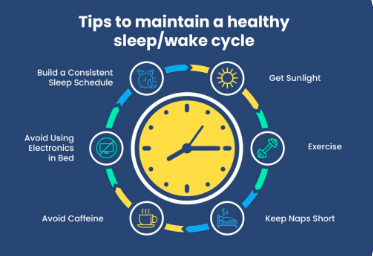 Tips to maintain a healthy
sleep/wake cycle
Build a Consistent
Sleep Schedule
Get Sunlight
Avoid Using
Electronics
in Bed
Exercise
Avoid Caffeine
Keep Naps Short